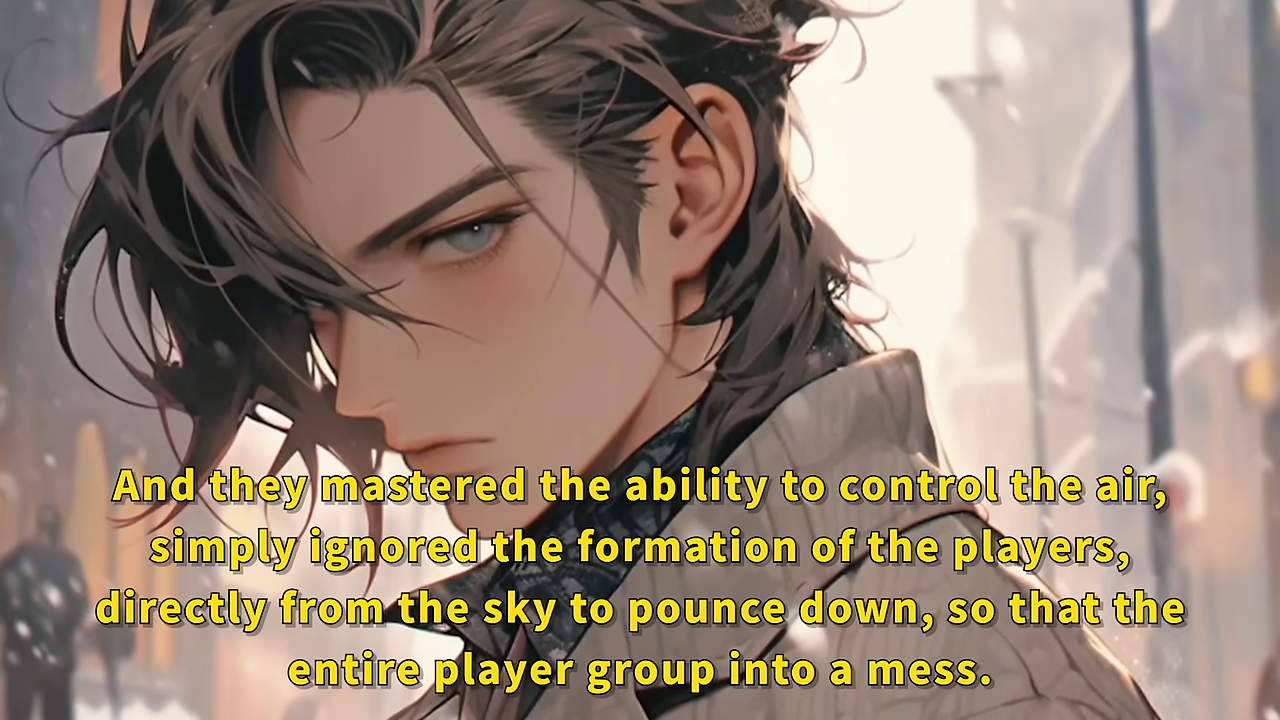 And they mastered the ability to control the air,
simply ignored the formation of the players,
directly from the sky to pounce down, so that the
entire player group into a mess.